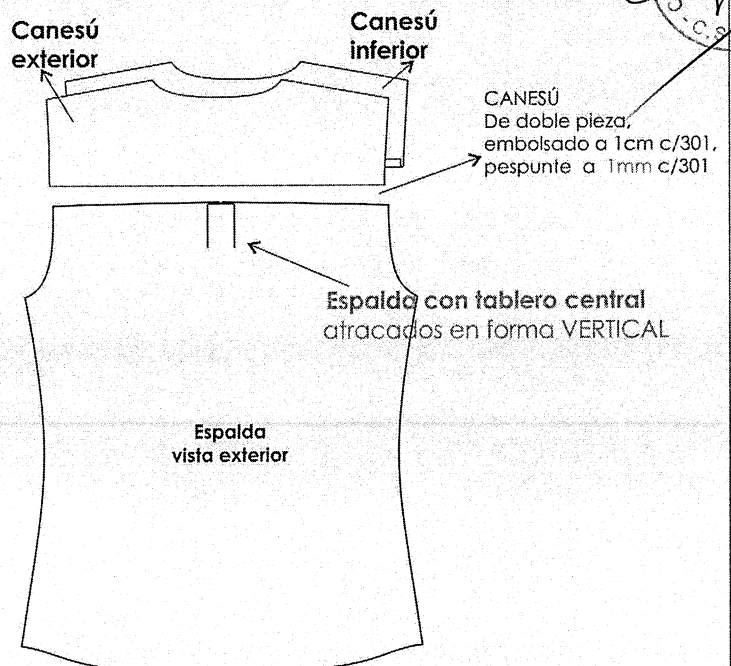 Canesú
exterior
Canesú
inferior
CANESÚ
De doble pieza,
embolsado a 1cm c/301,
pespunte a 1mm c/301
Espalda con tablero central
atracados en forma VERTICAL
Espalda
vista exterior